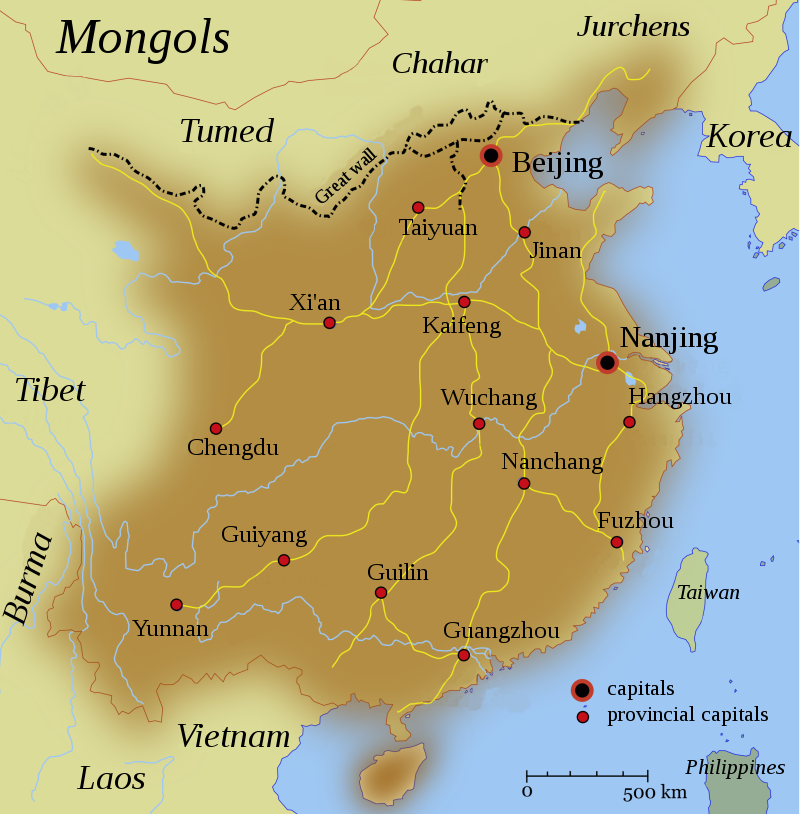 Mongols
Jurchens
Chahar
Tumed
Korea
Great wall
Beijing
Taiyuan
Jinan
Xi'an
Kaifeng
Nanjing
Tibet
Wuchang
Hangzhou
Chengdu
Nanchang
Fuzhou
Guiyang
Burma
Guilin
Taiwan
Yunnan
Guangzhou
capitals
provincial capitals
Vietnam
Philippines
Laos
0
500 km